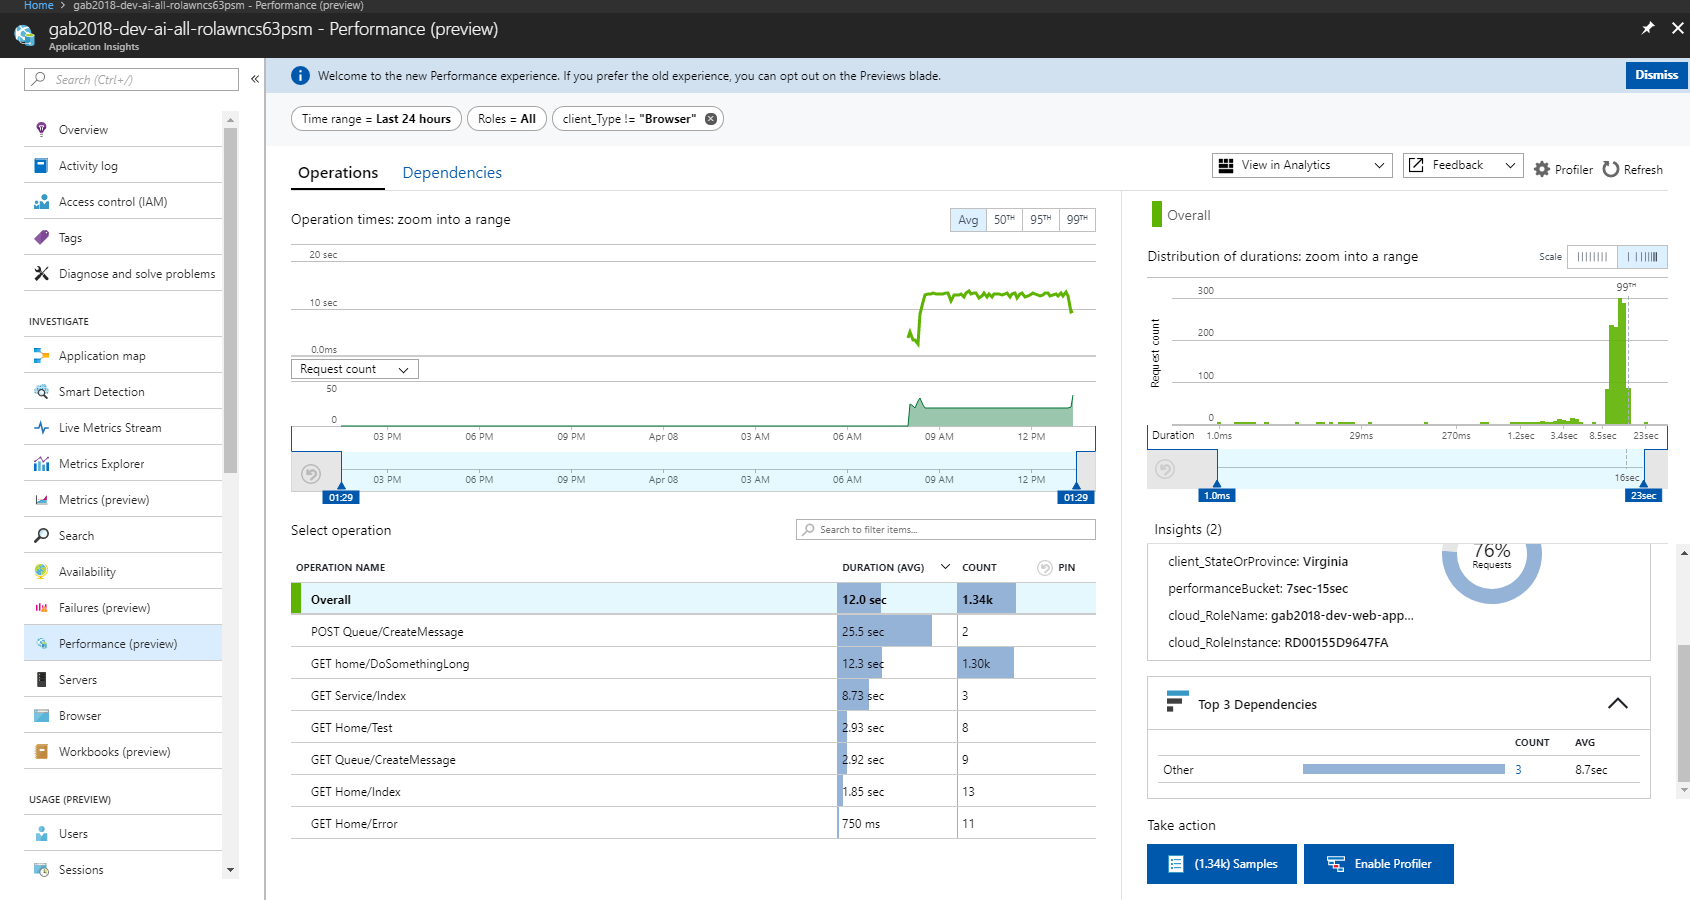 Home > gab2018-dev-ai-all-rolawncs63psm - Performance (preview)
gab2018-dev-ai-all-rolawncs63psm - Performance (preview)
Application Insights
Search (Ctrl+/)
Overview
Activity log
Access control (IAM)
Tags
Diagnose and solve problems
INVESTIGATE
Application map
Smart Detection
Live Metrics Stream
Metrics Explorer
Metrics (preview)
Search
Availability
Failures (preview)
Performance (preview)
Servers
Browser
Workbooks (preview)
USAGE (PREVIEW)
Users
Sessions
Welcome to the new Performance experience. If you prefer the old experience, you can opt out on the Previews blade.
Dismiss
Time range = Last 24 hours
Roles = All
client_Type != "Browser"
Operations
Dependencies
View in Analytics
Feedback
Profiler
Refresh
Operation times: zoom into a range
Avg 50TH 95TH 99TH
20 sec
10 sec
0.0ms
Request count
50
0
03 PM 06 PM 09 PM Apr 08 03 AM 06 AM 09 AM 12 PM
03 PM 06 PM 09 PM Apr 08 03 AM 06 AM 09 AM 12 PM
01:29 01:29
Select operation
Search to filter items...
OPERATION NAME DURATION (AVG) COUNT PIN
Overall 12.0 sec 1.34k
POST Queue/CreateMessage 25.5 sec 2
GET home/DoSomethingLong 12.3 sec 1.30k
GET Service/Index 8.73 sec 3
GET Home/Test 2.93 sec 8
GET Queue/CreateMessage 2.92 sec 9
GET Home/Index 1.85 sec 13
GET Home/Error 750 ms 11
Overall
Distribution of durations: zoom into a range
Scale
99TH
Request count
300
200
100
0
Duration 1.0ms 29ms 270ms 1.2sec 3.4sec 8.5sec 23sec
16sec
1.0ms 23sec
Insights (2)
client_StateOrProvince: Virginia
performanceBucket: 7sec-15sec
cloud_RoleName: gab2018-dev-web-app...
cloud_RoleInstance: RD00155D9647FA
76%
Requests
Top 3 Dependencies
COUNT AVG
Other 3 8.7sec
Take action
(1.34k) Samples
Enable Profiler